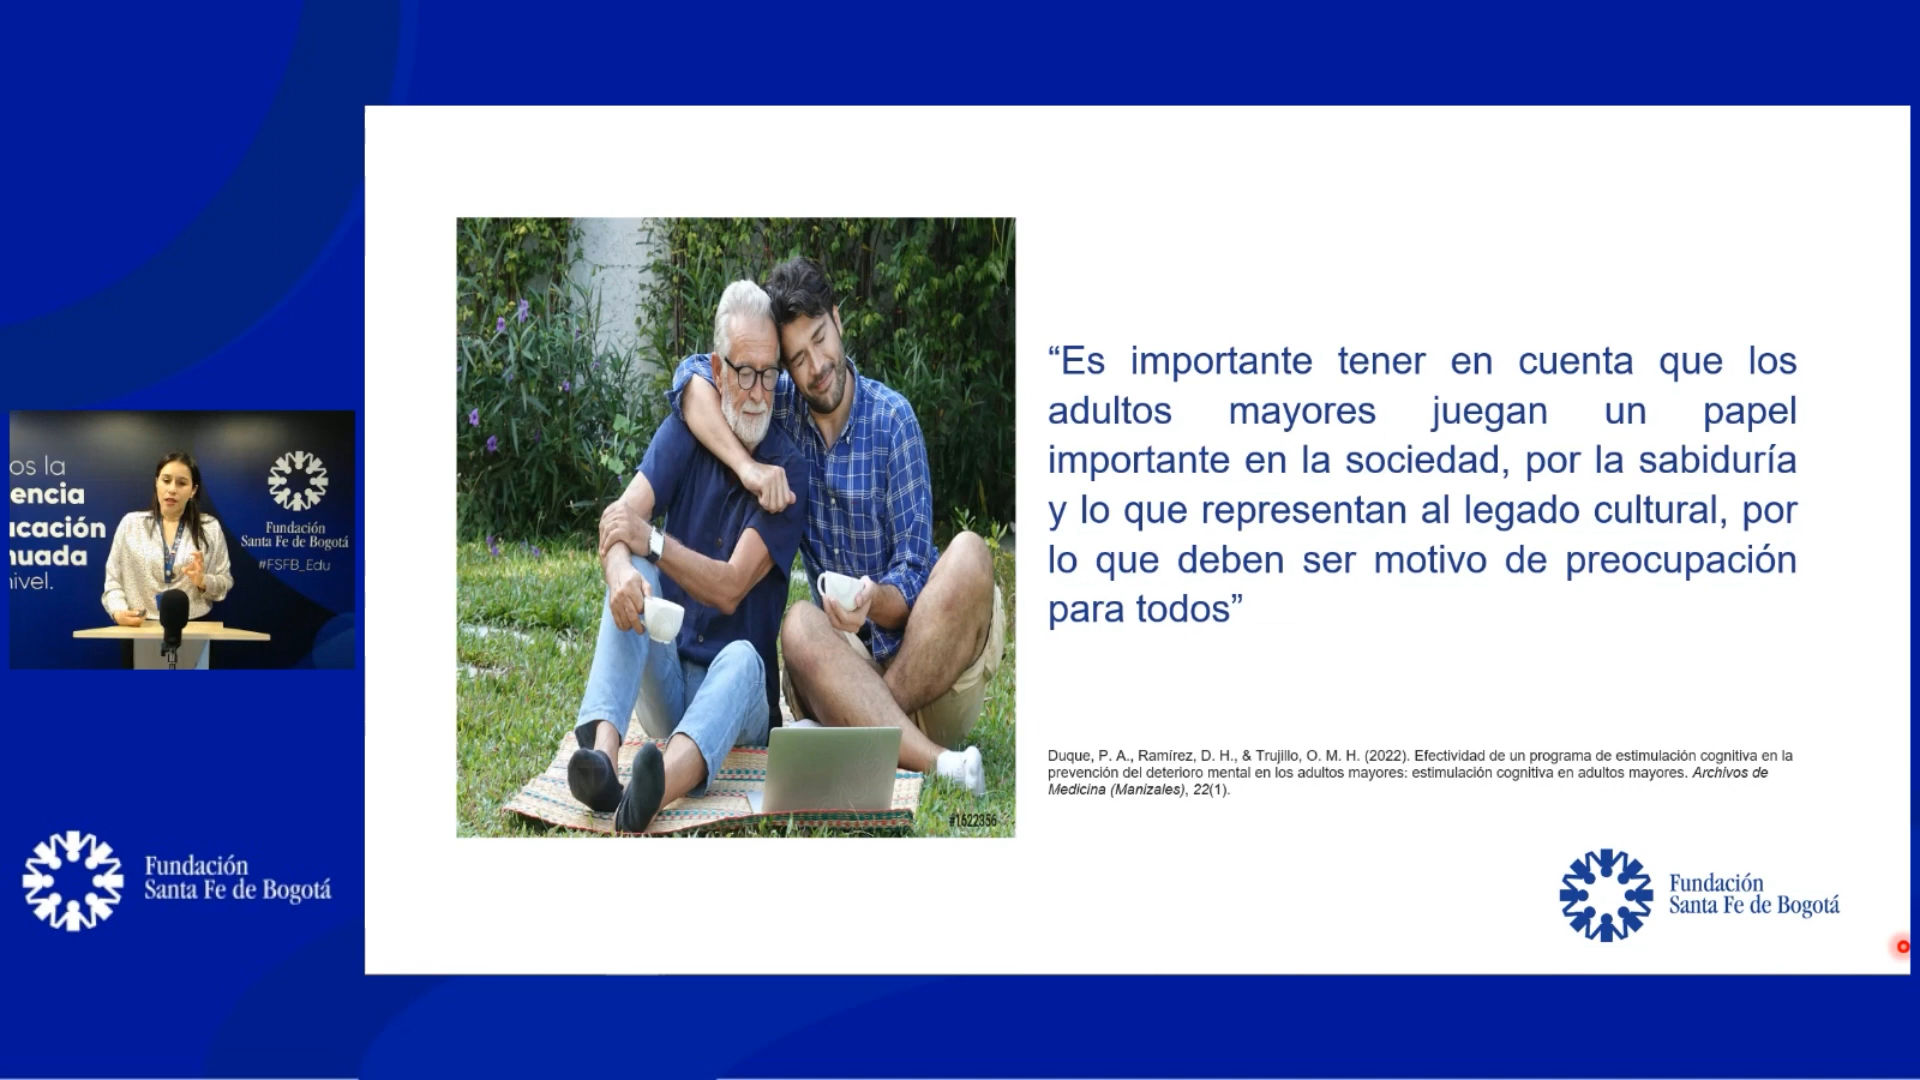 os la
encia
ucación
nuada
nivel.
Fundación
Santa Fe de Bogotá
#FSFB_Edu
Fundación
Santa Fe de Bogotá
“Es importante tener en cuenta que los
adultos mayores juegan un papel
importante en la sociedad, por la sabiduría
y lo que representan al legado cultural, por
lo que deben ser motivo de preocupación
para todos”
Duque, P. A., Ramírez, D. H., & Trujillo, O. M. H. (2022). Efectividad de un programa de estimulación cognitiva en la
prevención del deterioro mental en los adultos mayores: estimulación cognitiva en adultos mayores. Archivos de
Medicina (Manizales), 22(1).
#1622356
Fundación
Santa Fe de Bogotá